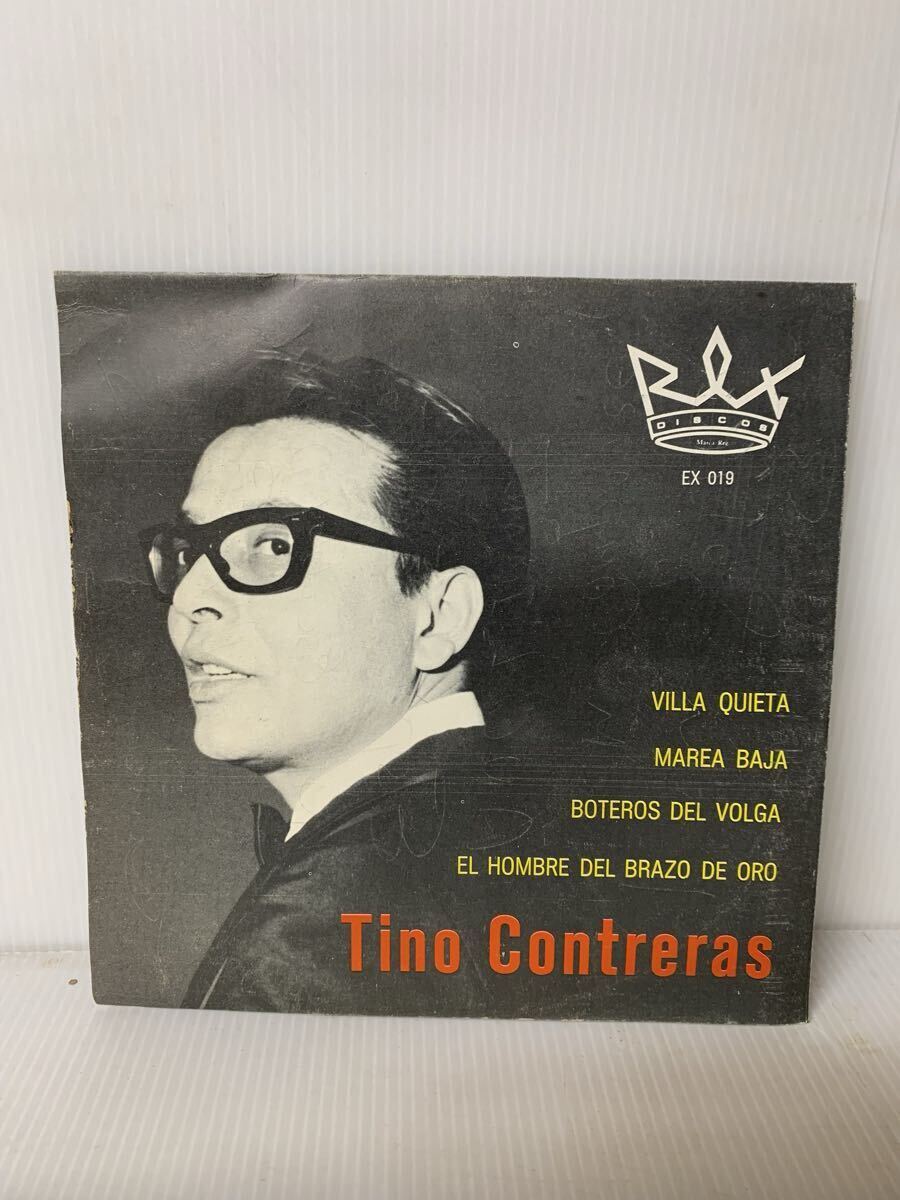 Rex
DISCOS
Marca Reg.
EX 019
VILLA QUIETA
MAREA BAJA
BOTEROS DEL VOLGA
EL HOMBRE DEL BRAZO DE ORO
Tino Contreras